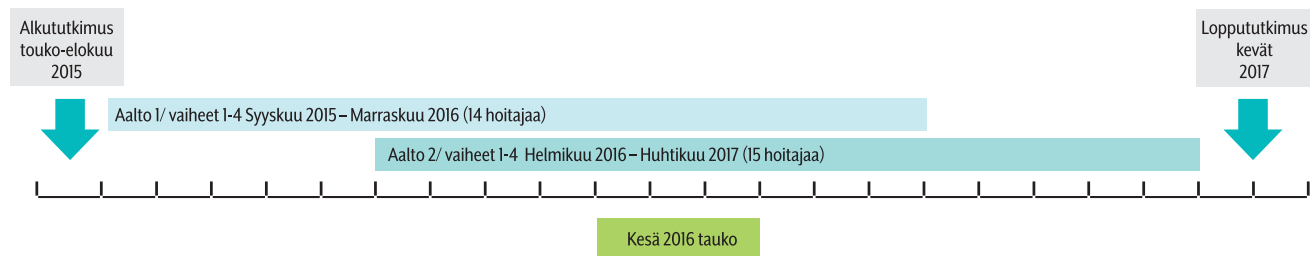 Alkututkimus
touko-elokuu
2015
Loppututkimus
kevät
2017
Aalto 1/ vaiheet 1-4 Syyskuu 2015 – Marraskuu 2016 (14 hoitajaa)
Aalto 2/ vaiheet 1-4 Helmikuu 2016 – Huhtikuu 2017 (15 hoitajaa)
Kesä 2016 tauko